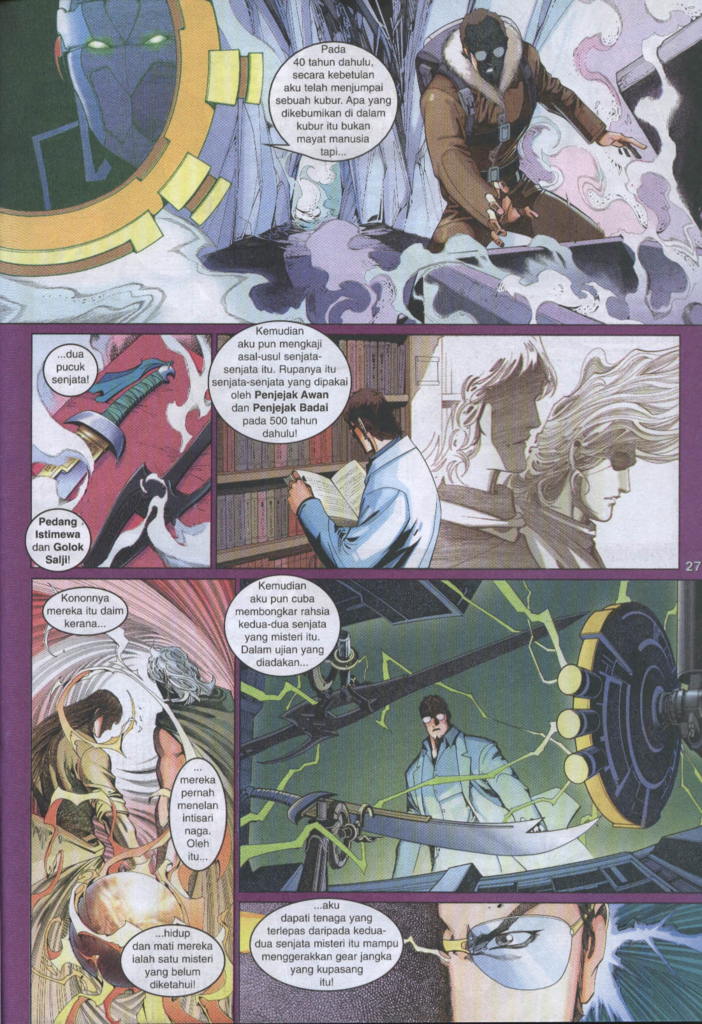 Pada
40 tahun dahulu,
secara kebetulan
aku telah menjumpai
sebuah kubur. Apa yang
dikebumikan di dalam
kubur itu bukan
mayat manusia
tapi...
...dua
pucuk
senjata!
Pedang
Istimewa
dan Golok
Salji!
Kemudian
aku pun mengkaji
asal-usul senjata-
senjata itu. Rupanya itu
senjata-senjata yang dipakai
oleh Penjejak Awan
dan Penjejak Badai
pada 500 tahun
dahulu!
27
Kononnya
mereka itu daim
kerana...
...
mereka
pernah
menelan
intisari
naga.
Oleh
itu...
...hidup
dan mati mereka
ialah satu misteri
yang belum
diketahui!
Kemudian
aku pun cuba
membongkar rahsia
kedua-dua senjata
yang misteri itu.
Dalam ujian yang
diadakan...
...aku
dapati tenaga yang
terlepas daripada kedua-
dua senjata misteri itu mampu
menggerakkan gear jangka
yang kupasang
itu!